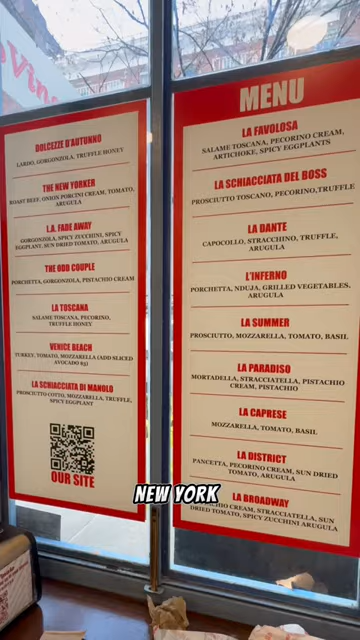 Vins
DOLCEZZE D'AUTUNNO
LARDO, GORGONZOLA, TRUFFLE HONEY
THE NEW YORKER
ROAST BEEF, ONION PORCINI CREAM, TOMATO,
ARUGULA
L.A. FADE AWAY
GORGONZOLA, SPICY ZUCCHINI, SPICY
EGGPLANT, SUN DRIED TOMATO, ARUGULA
THE ODD COUPLE
PORCHETTA, GORGONZOLA, PISTACHIO CREAM
LA TOSCANA
SALAME TOSCANA, PECORINO,
TRUFFLE HONEY
VENICE BEACH
TURKEY, TOMATO, MOZZARELLA (ADD SLICED
AVOCADO $3)
LA SCHIACCIATA DI MANOLO
PROSCIUTTO COTTO, MOZZARELLA, TRUFFLE,
SPICY EGGPLANT
OUR SITE
MENU
LA FAVOLOSA
SALAME TOSCANA, PECORINO CREAM,
ARTICHOKE, SPICY EGGPLANTS
LA SCHIACCIATA DEL BOSS
PROSCIUTTO TOSCANO, PECORINO,TRUFFLE
LA DANTE
CAPOCOLLO, STRACCHINO, TRUFFLE,
ARUGULA
L'INFERNO
PORCHETTA, NDUJA, GRILLED VEGETABLES,
ARUGULA
LA SUMMER
PROSCIUTTO, MOZZARELLA, TOMATO, BASIL
LA PARADISO
MORTADELLA, STRACCIATELLA, PISTACHIO
CREAM, PISTACHIO
LA CAPRESE
MOZZARELLA, TOMATO, BASIL
LA DISTRICT
PANCETTA, PECORINO CREAM, SUN DRIED
TOMATO, ARUGULA
LA BROADWAY
CREAM, STRACCIATELLA, SUN
DRIED TOMATO, SPICY ZUCCHINI ARUGULA
NEW YORK